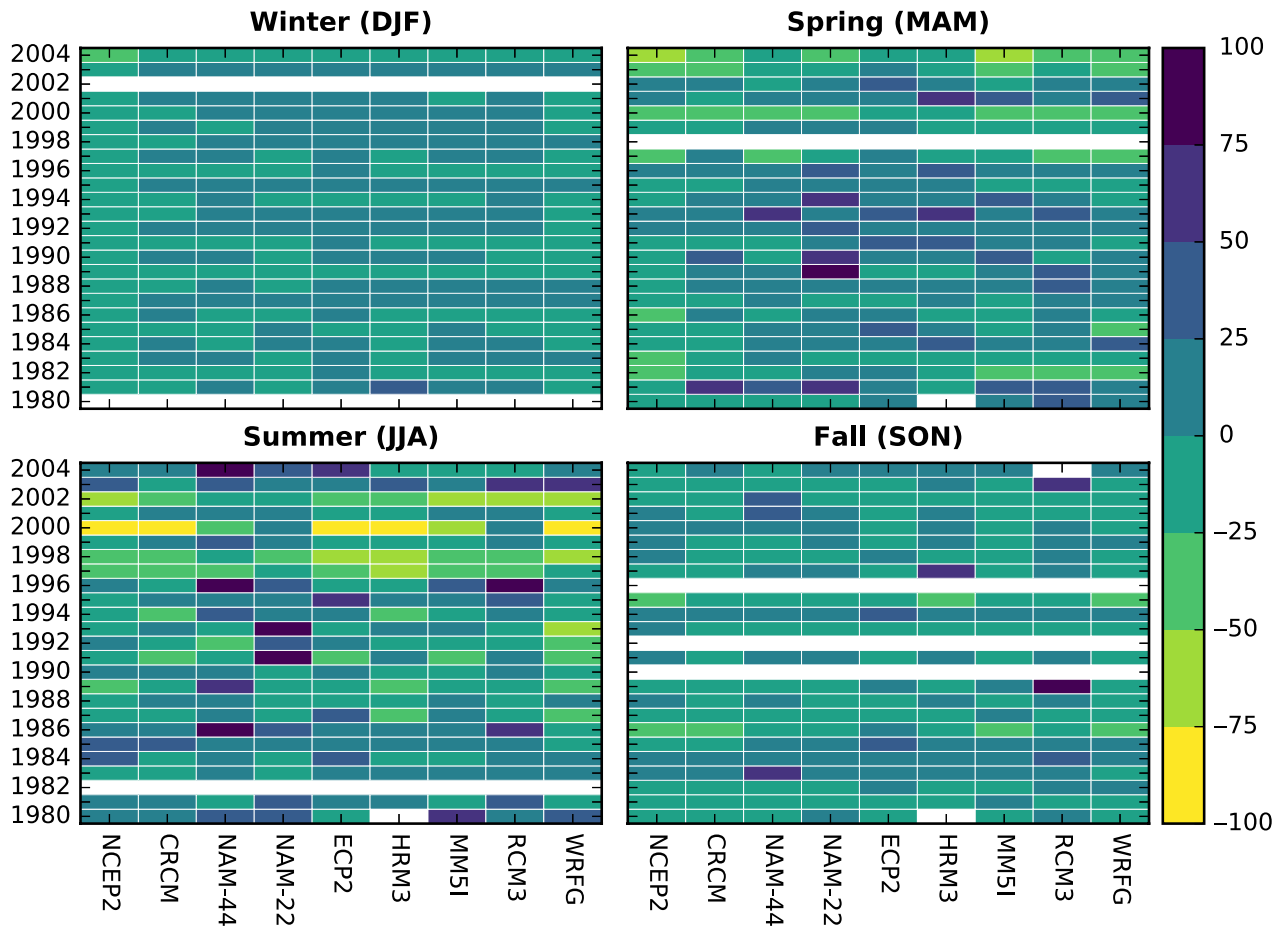 Winter (DJF)
Spring (MAM)
2004
2002
2000
1998
1996
1994
1992
1990
1988
1986
1984
1982
1980
100
75
50
25
0
−25
−50
−75
−100
Summer (JJA)
Fall (SON)
2004
2002
2000
1998
1996
1994
1992
1990
1988
1986
1984
1982
1980
NCEP2
CRCM
NAM-44
NAM-22
ECP2
HRM3
MM5I
RCM3
WRFG
NCEP2
CRCM
NAM-44
NAM-22
ECP2
HRM3
MM5I
RCM3
WRFG